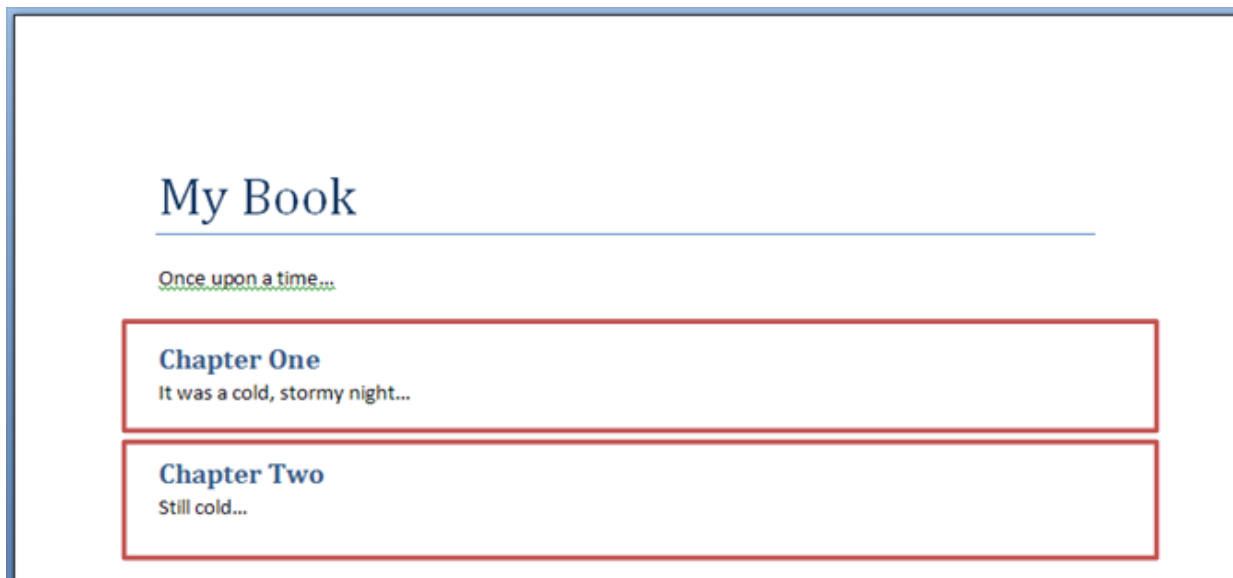 My Book
Once upon a time...
Chapter One
It was a cold, stormy night...
Chapter Two
Still cold...